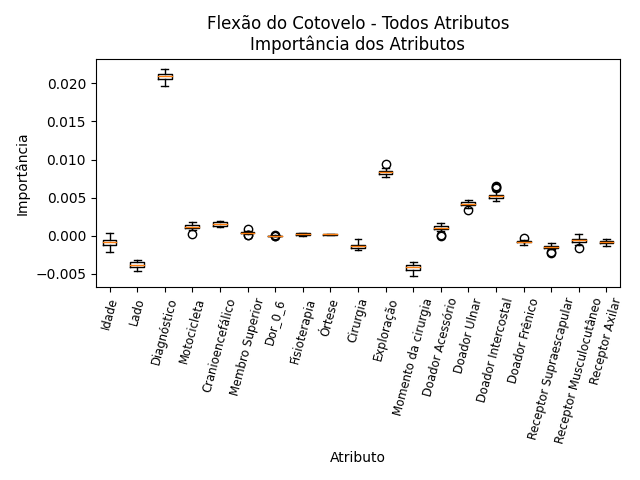 Flexão do Cotovelo - Todos Atributos
Importância dos Atributos
Importância
0.020
0.015
0.010
0.005
0.000
−0.005
Idade
Lado
Diagnóstico
Motocicleta
Cranioencefálico
Membro Superior
Dor_0_6
Fisioterapia
Órtese
Cirurgia
Exploração
Momento da cirurgia
Doador Acessório
Doador Ulnar
Doador Intercostal
Doador Frênico
Receptor Supraescapular
Receptor Musculocutâneo
Receptor Axilar
Atributo